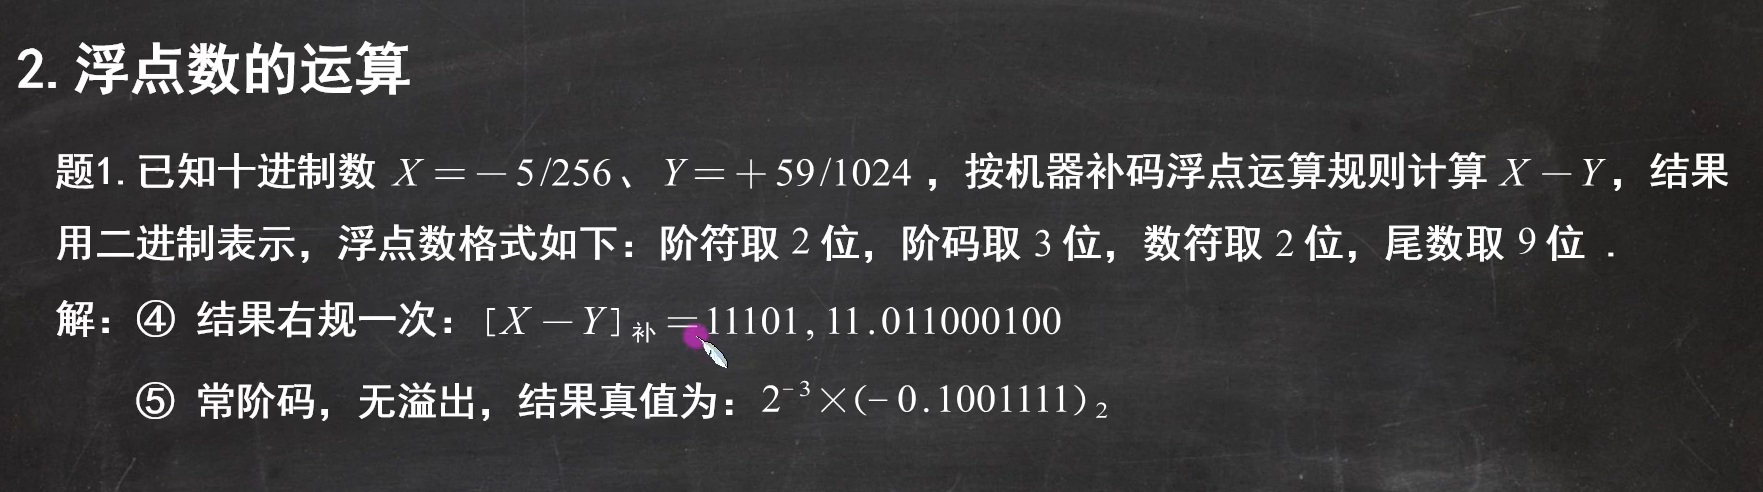 2. 浮点数的运算
题1. 已知十进制数 X = − 5/256、 Y = + 59/1024 ，按机器补码浮点运算规则计算 X − Y，结果
用二进制表示，浮点数格式如下：阶符取 2 位，阶码取 3 位，数符取 2 位，尾数取 9 位 .
解：④ 结果右规一次：[X − Y]补 = 11101, 11.011000100
⑤ 常阶码，无溢出，结果真值为：2⁻³×(− 0.1001111)₂